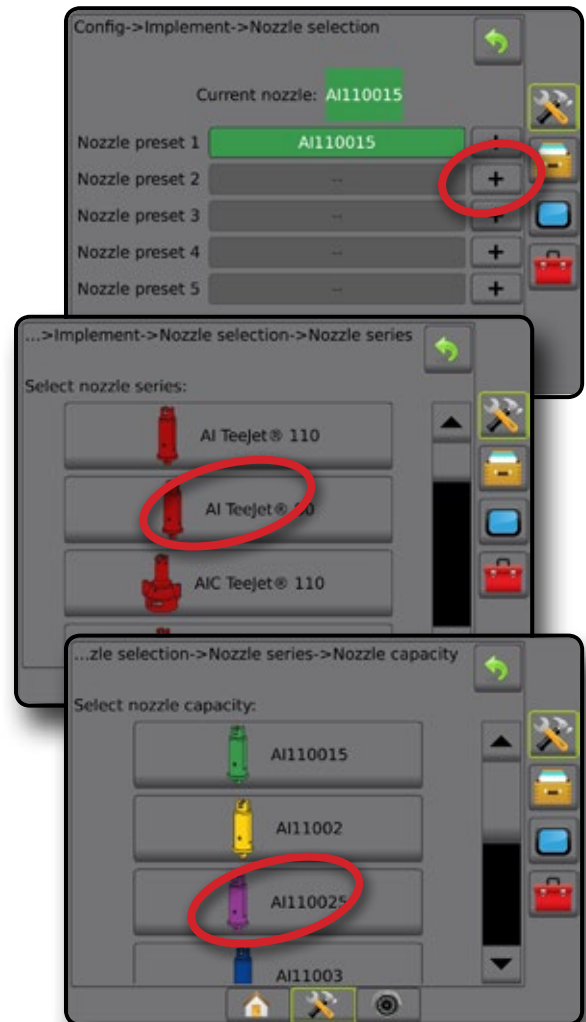 Config->Implement->Nozzle selection
Current nozzle: AI110015
Nozzle preset 1 AI110015 +
Nozzle preset 2 -- +
Nozzle preset 3 -- +
Nozzle preset 4 -- +
Nozzle preset 5 -- +
...>Implement->Nozzle selection->Nozzle series
Select nozzle series:
AI TeeJet® 110
AI TeeJet® 80
AIC TeeJet® 110
...zle selection->Nozzle series->Nozzle capacity
Select nozzle capacity:
AI110015
AI11002
AI110025
AI11003